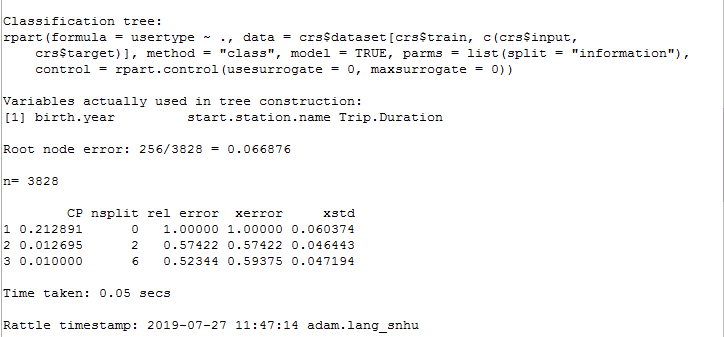 Classification tree:
rpart(formula = usertype ~ ., data = crs$dataset[crs$train, c(crs$input,
    crs$target)], method = "class", model = TRUE, parms = list(split = "information"),
    control = rpart.control(usesurrogate = 0, maxsurrogate = 0))
Variables actually used in tree construction:
[1] birth.year         start.station.name Trip.Duration
Root node error: 256/3828 = 0.066876
n= 3828
        CP nsplit rel error  xerror     xstd
1 0.212891      0   1.00000 1.00000 0.060374
2 0.012695      2   0.57422 0.57422 0.046443
3 0.010000      6   0.52344 0.59375 0.047194
Time taken: 0.05 secs
Rattle timestamp: 2019-07-27 11:47:14 adam.lang_snhu